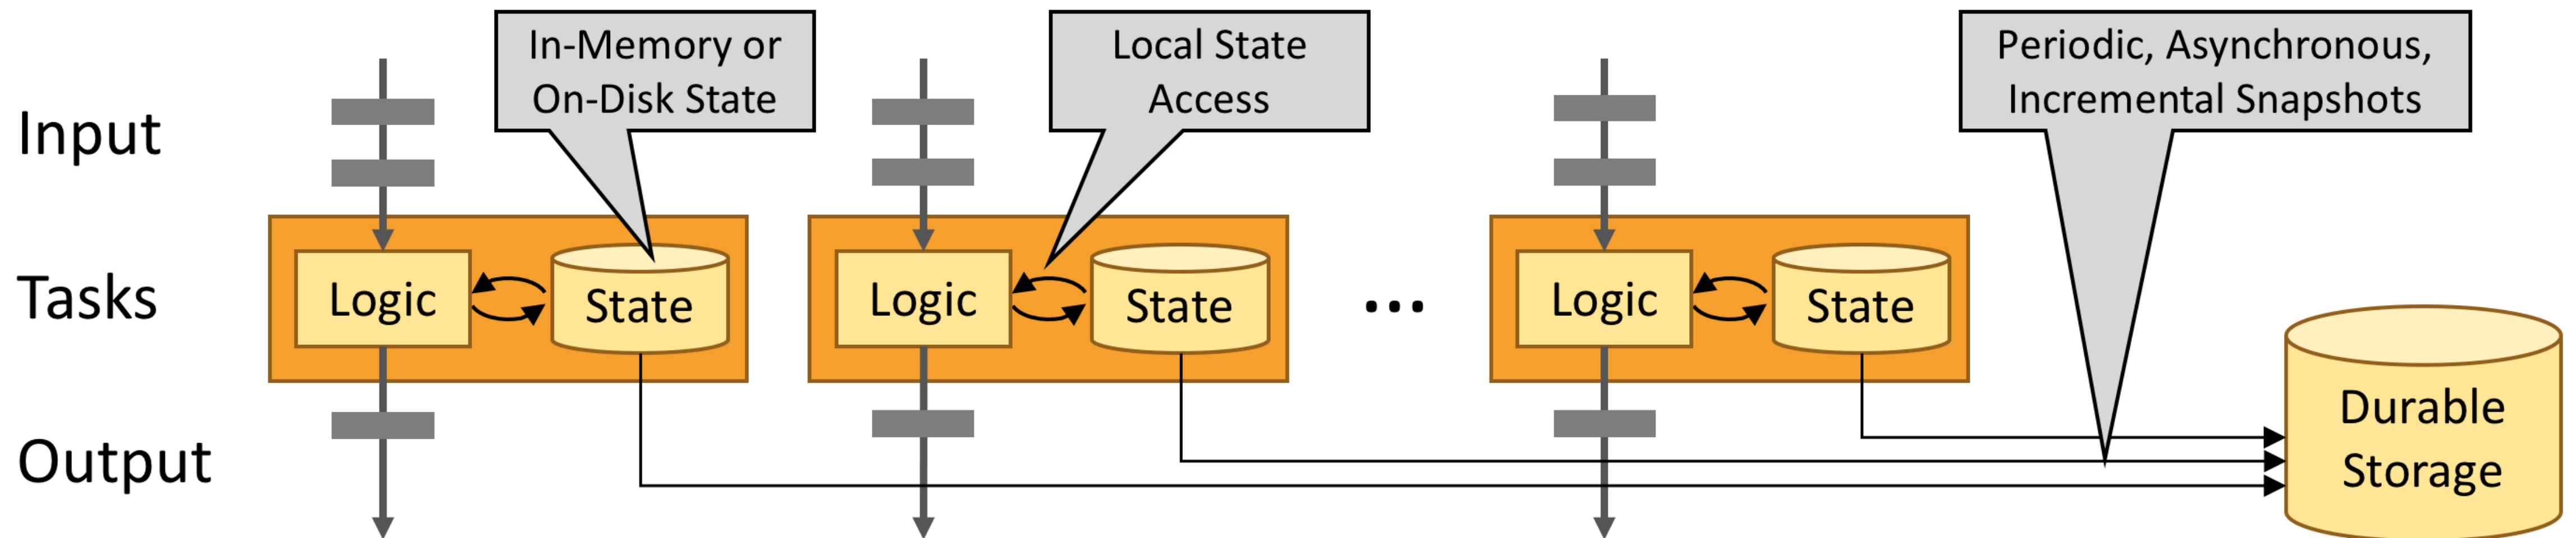 In-Memory or
On-Disk State
Local State
Access
Periodic, Asynchronous,
Incremental Snapshots
Input
Tasks
Logic
State
Logic
State
...
Logic
State
Output
Durable
Storage